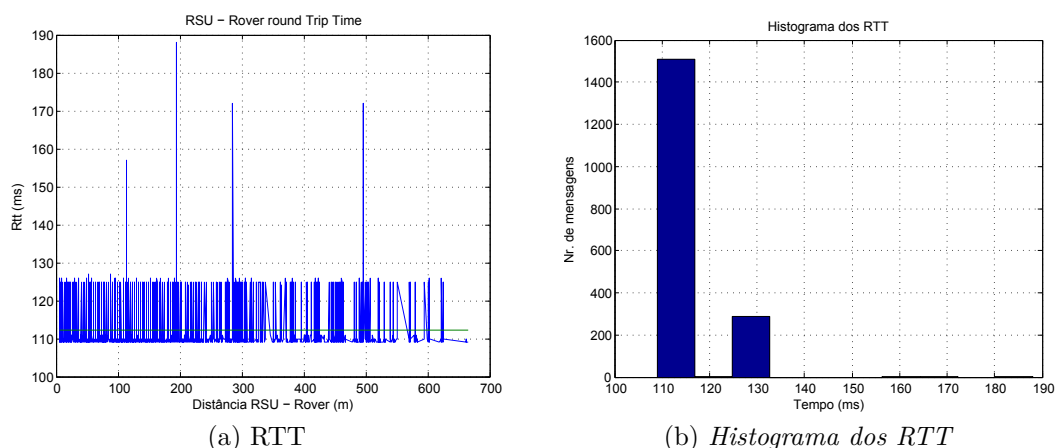 RSU − Rover round Trip Time
190
180
170
160
150
140
130
120
110
100
Rtt (ms)
0 100 200 300 400 500 600 700
Distância RSU − Rover (m)
(a) RTT
Histograma dos RTT
1600
1400
1200
1000
800
600
400
200
0
Nr. de mensagens
100 110 120 130 140 150 160 170 180 190
Tempo (ms)
(b) Histograma dos RTT